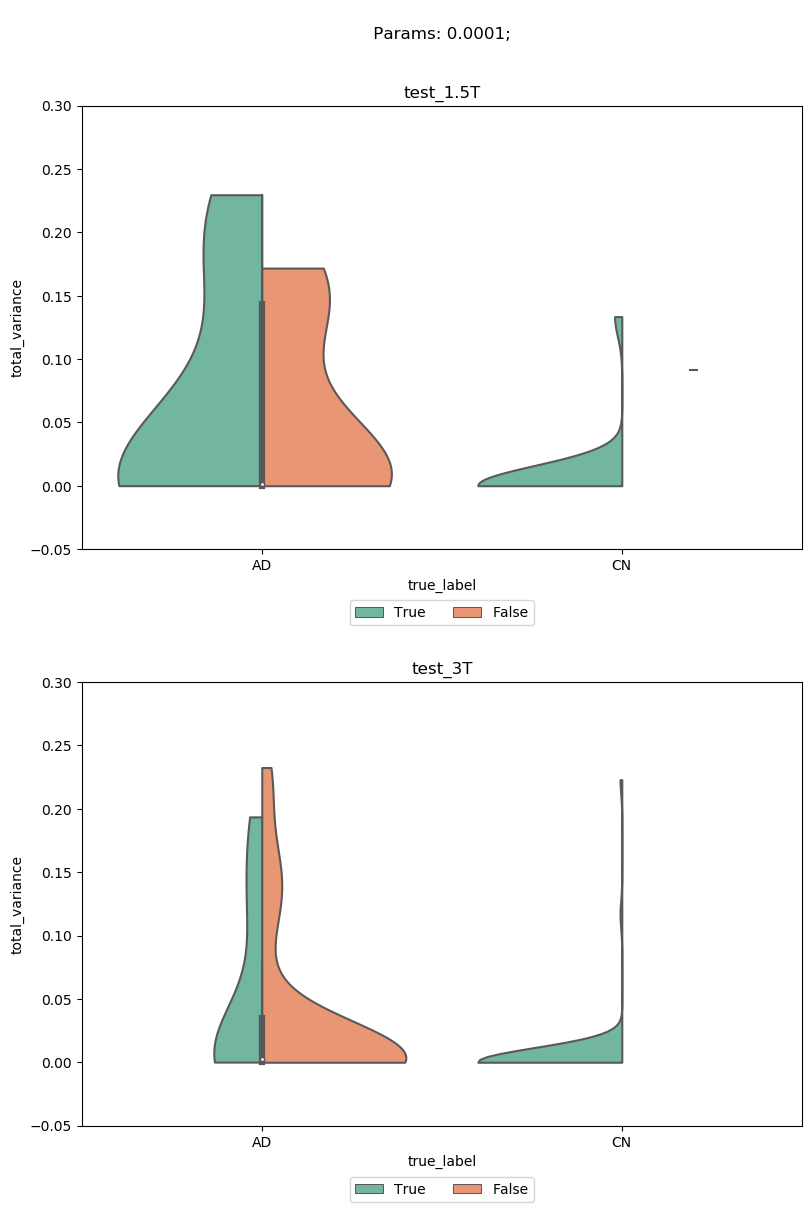 Params: 0.0001;
test_1.5T
0.30
0.25
0.20
0.15
0.10
0.05
0.00
−0.05
total_variance
AD CN
true_label
True False
test_3T
0.30
0.25
0.20
0.15
0.10
0.05
0.00
−0.05
total_variance
AD CN
true_label
True False